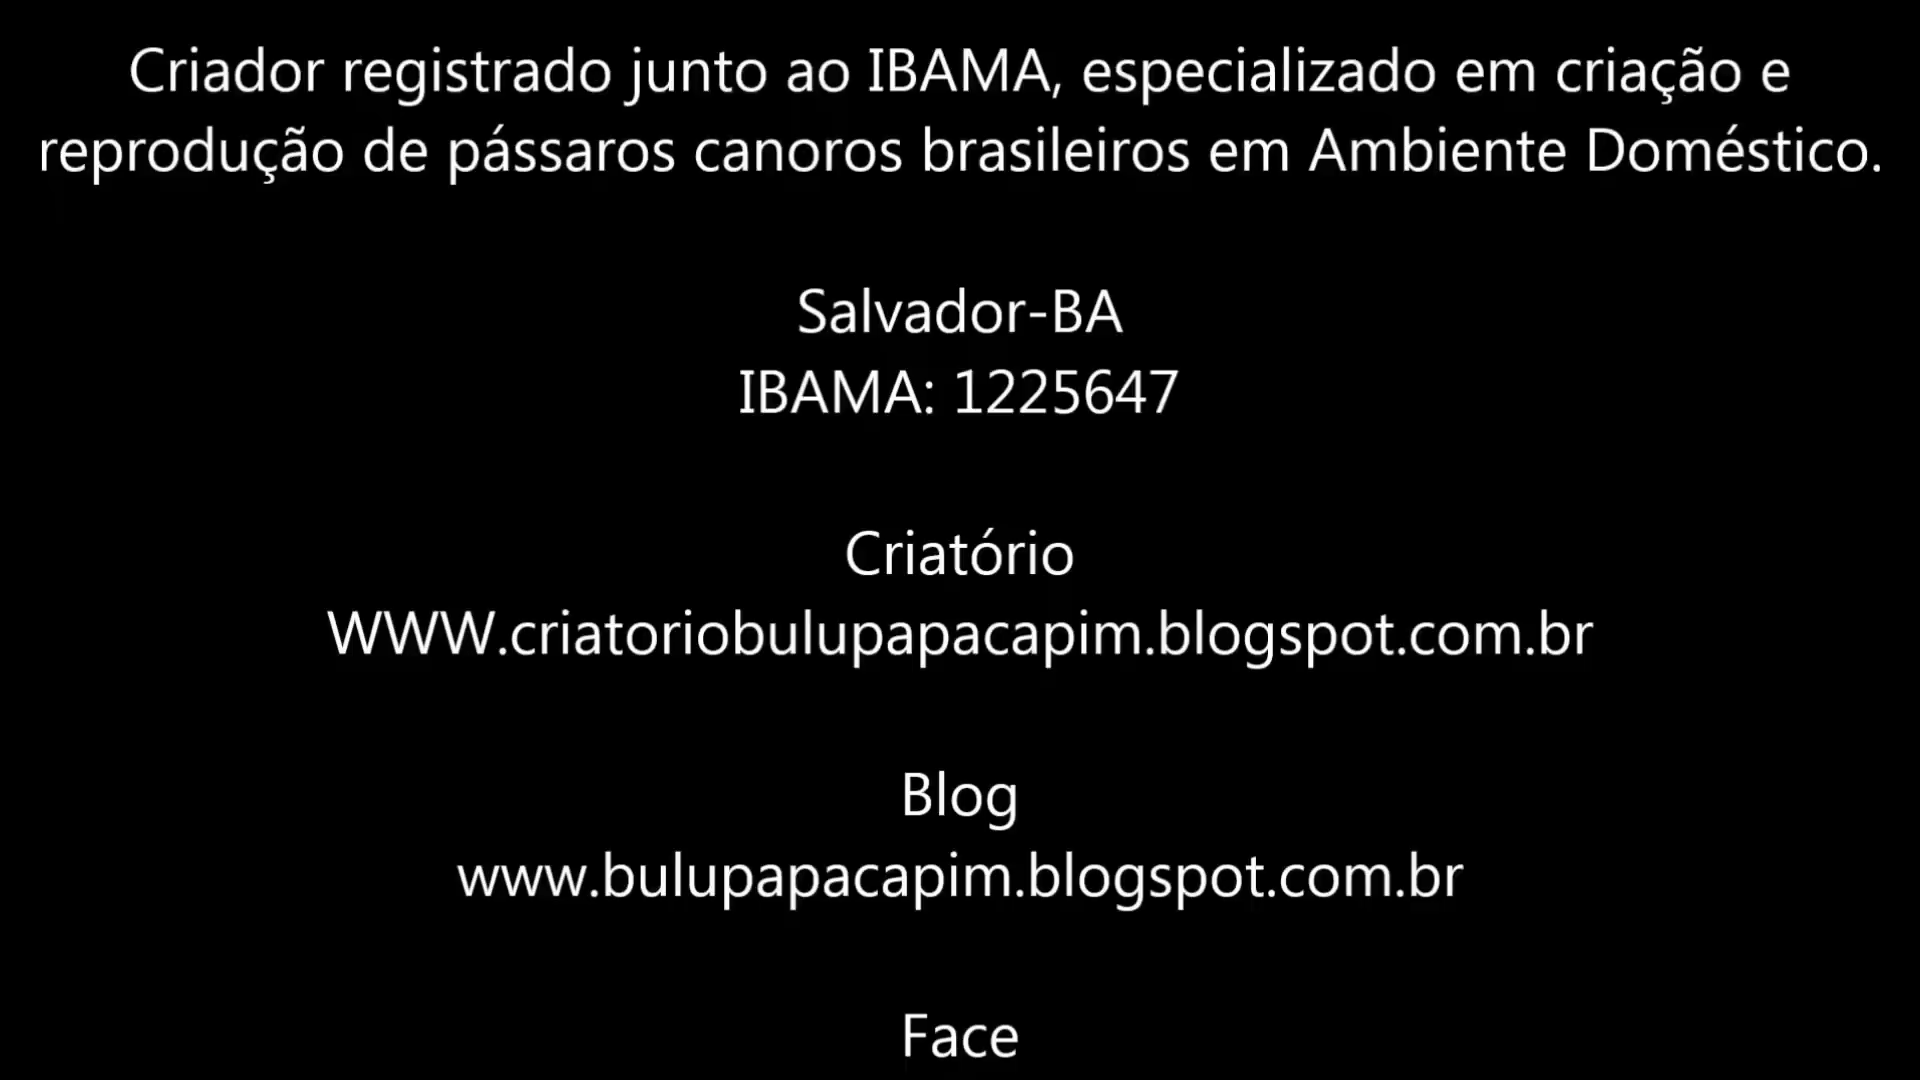 Criador registrado junto ao IBAMA, especializado em criação e
reprodução de pássaros canoros brasileiros em Ambiente Doméstico.
Salvador-BA
IBAMA: 1225647
Criatório
WWW.criatoriobulupapacapim.blogspot.com.br
Blog
www.bulupapacapim.blogspot.com.br
Face